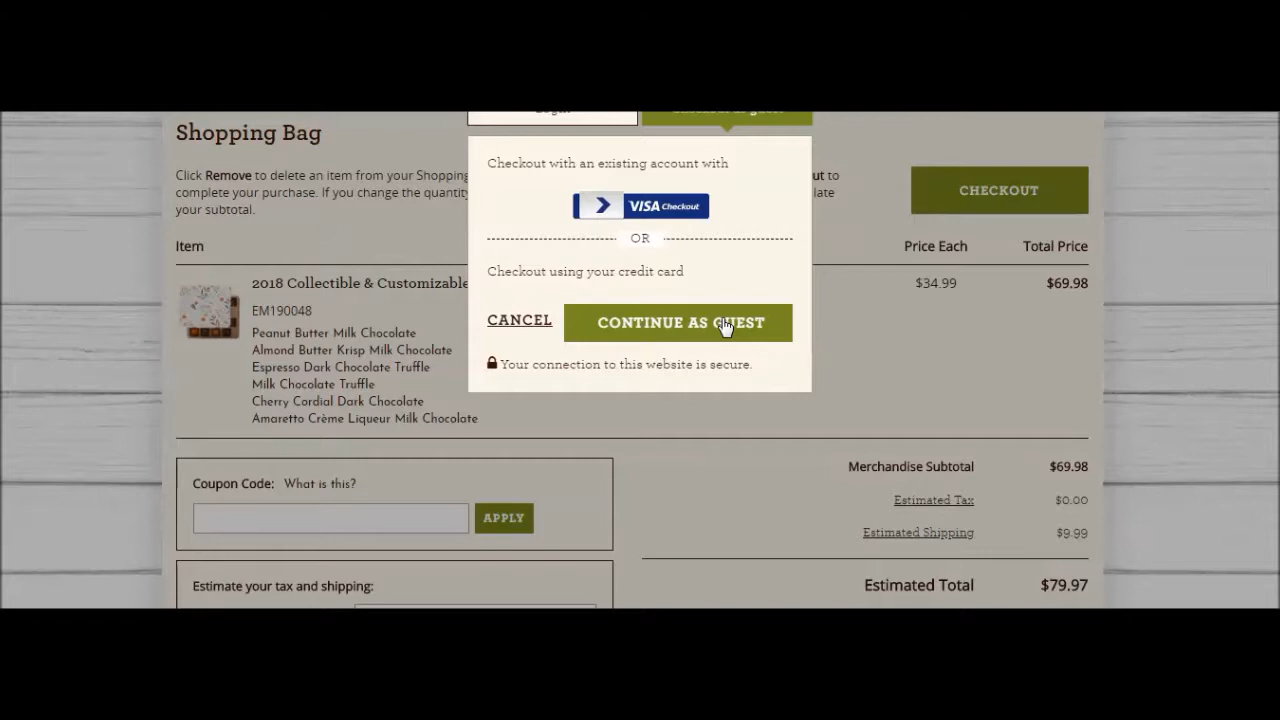 Shopping Bag
Click Remove to delete an item from your Shopping
complete your purchase. If you change the quantity
your subtotal.
out to
late
CHECKOUT
Checkout with an existing account with
VISA Checkout
OR
Checkout using your credit card
CANCEL
CONTINUE AS GUEST
Your connection to this website is secure.
Item
Price Each
Total Price
2018 Collectible & Customizable
$34.99
$69.98
EM190048
Peanut Butter Milk Chocolate
Almond Butter Krisp Milk Chocolate
Espresso Dark Chocolate Truffle
Milk Chocolate Truffle
Cherry Cordial Dark Chocolate
Amaretto Crème Liqueur Milk Chocolate
Coupon Code: What is this?
APPLY
Estimate your tax and shipping:
Merchandise Subtotal
$69.98
Estimated Tax
$0.00
Estimated Shipping
$9.99
Estimated Total
$79.97